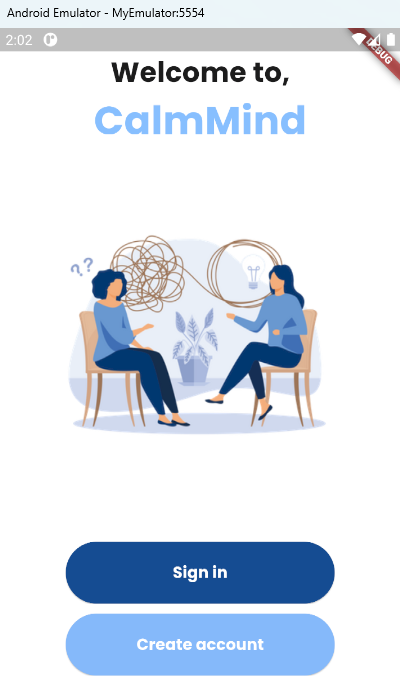 Android Emulator - MyEmulator:5554
2:02
DEBUG
Welcome to,
CalmMind
??
Sign in
Create account